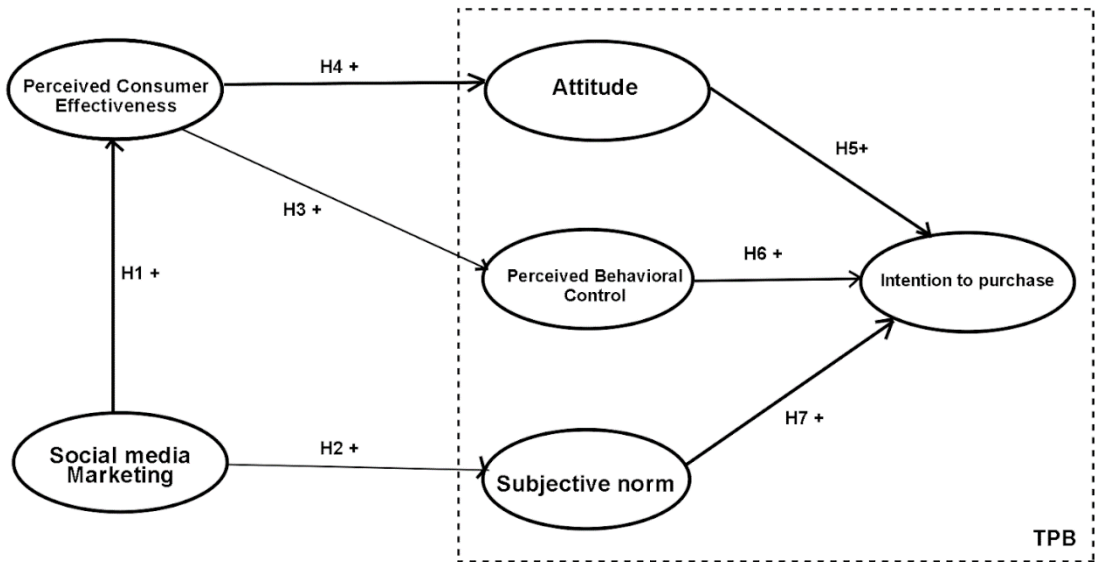 Perceived Consumer
Effectiveness
H4 +
Attitude
H5+
H3 +
H1 +
Perceived Behavioral
Control
H6 +
Intention to purchase
Social media
Marketing
H2 +
Subjective norm
H7 +
TPB